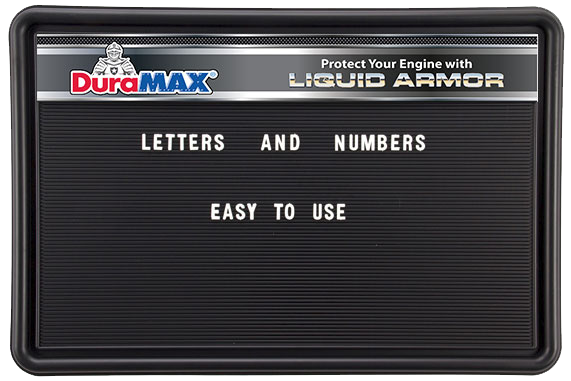 DuraMAX®
Protect Your Engine with
LIQUID ARMOR
LETTERS AND NUMBERS
EASY TO USE